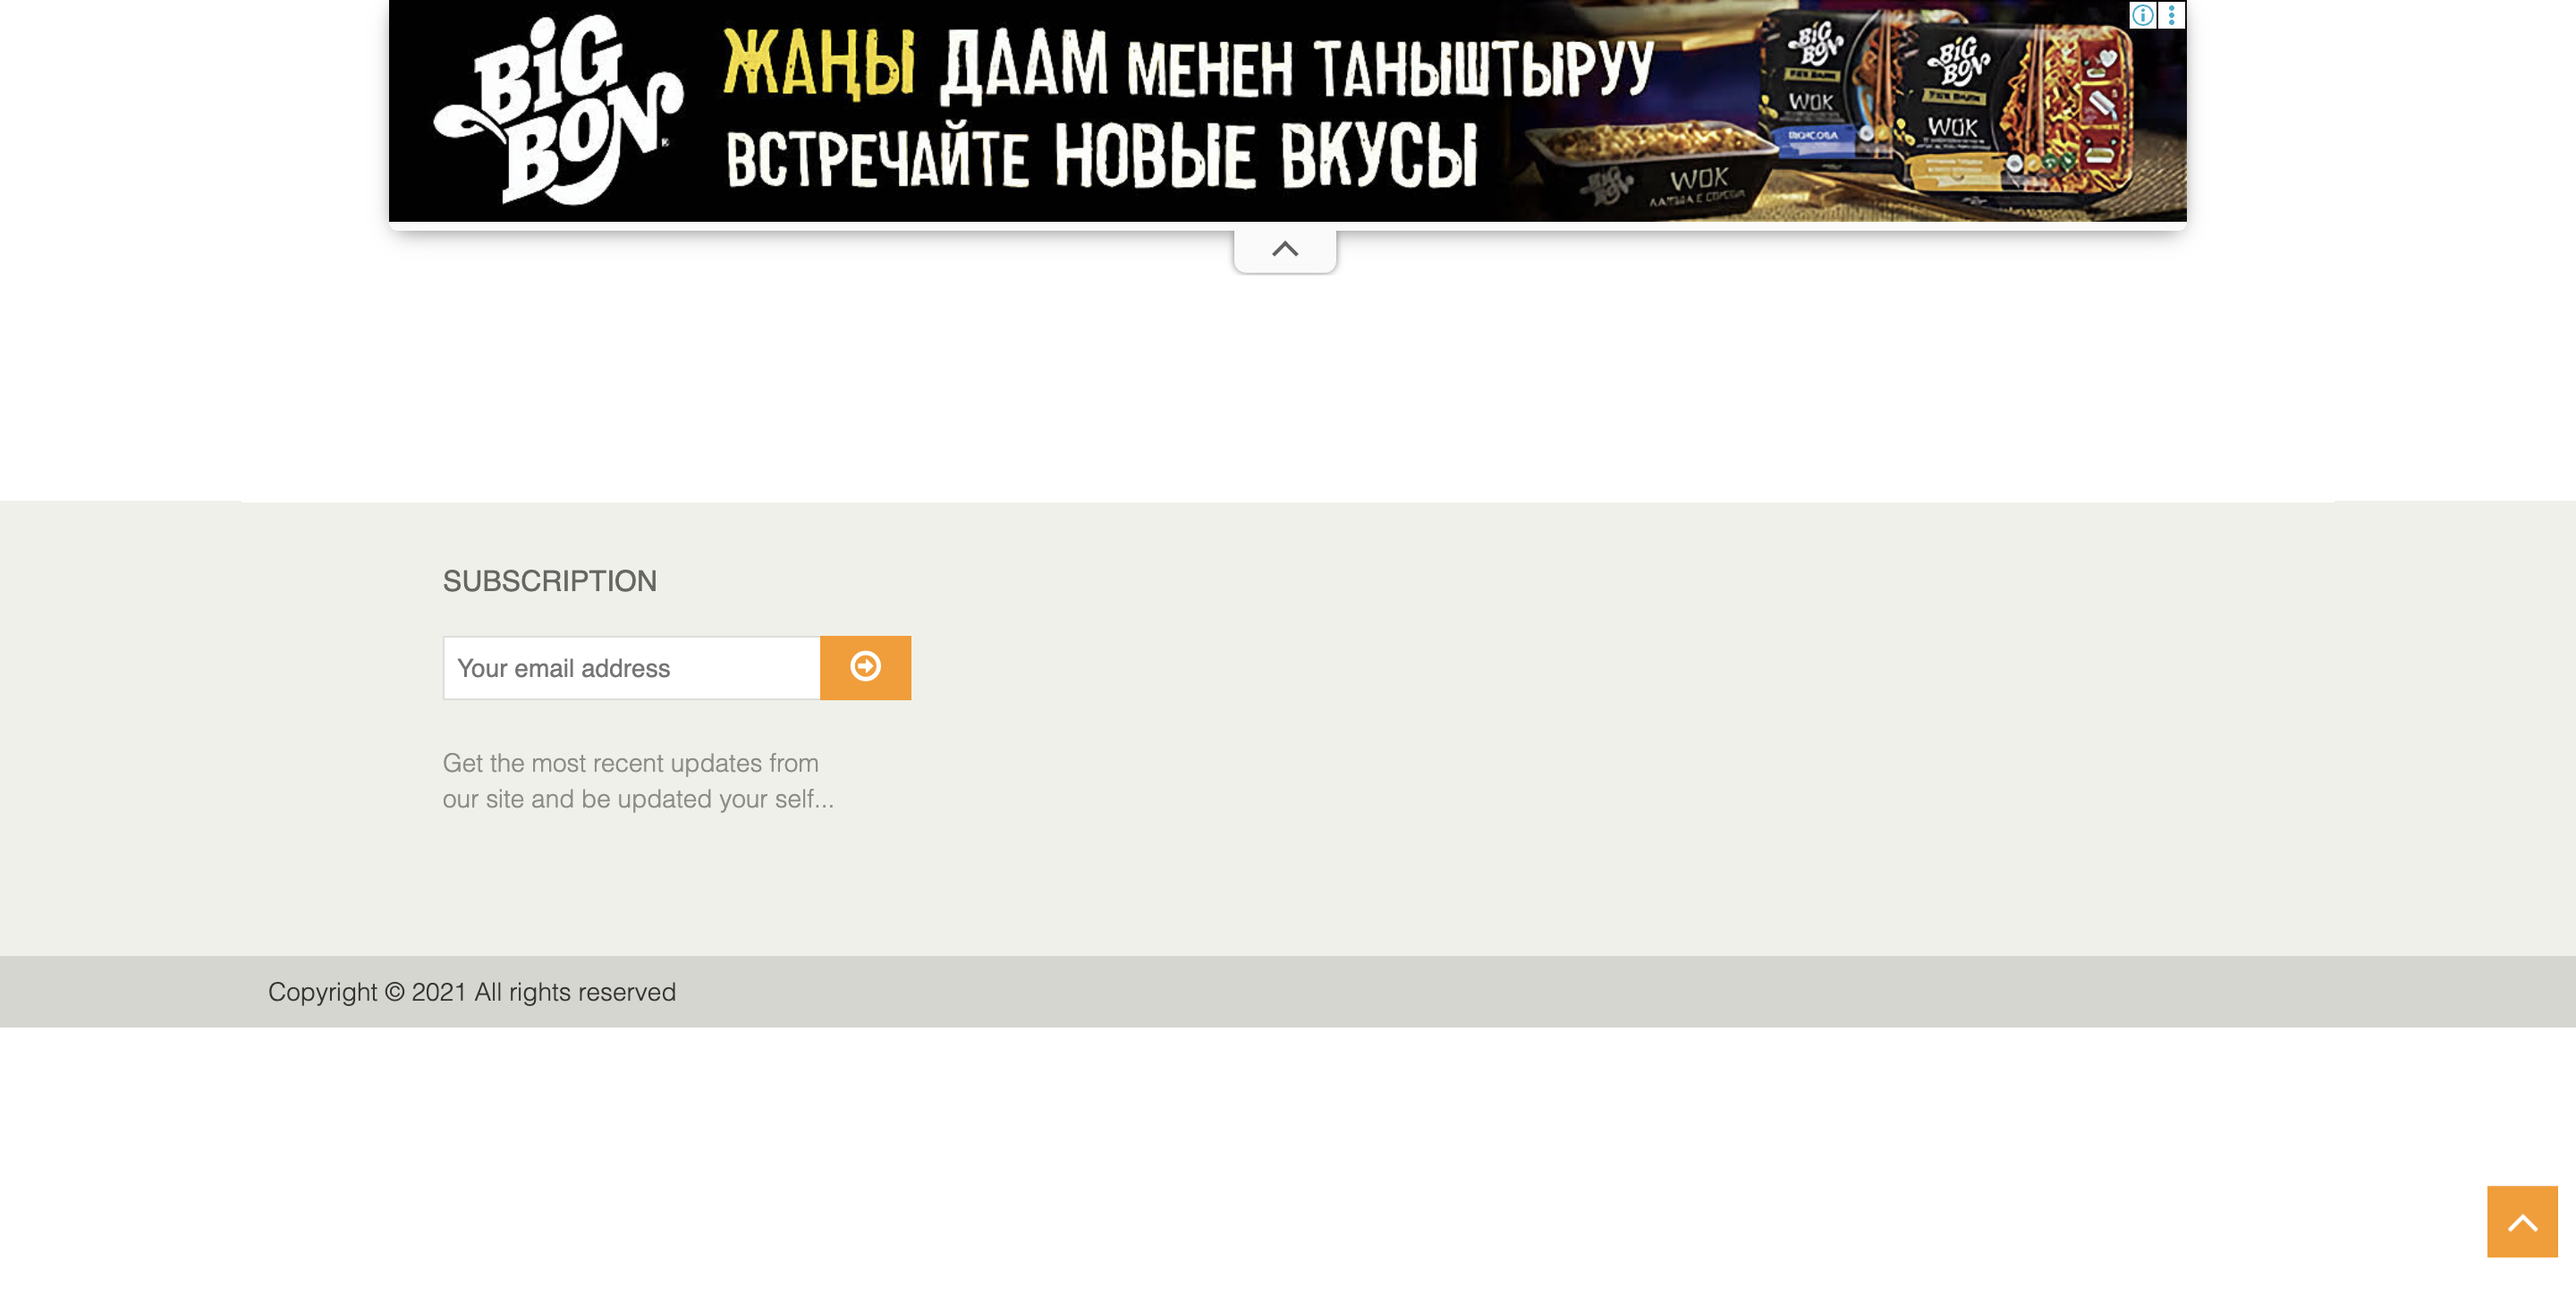 BiG BON
ЖАҢЫ ДААМ МЕНЕН ТАНЫШТЫРУУ
ВСТРЕЧАЙТЕ НОВЫЕ ВКУСЫ
BiG BON
WOK
BiG BON
WOK
BiG BON
WOK
SUBSCRIPTION
Your email address
Get the most recent updates from
our site and be updated your self...
Copyright © 2021 All rights reserved